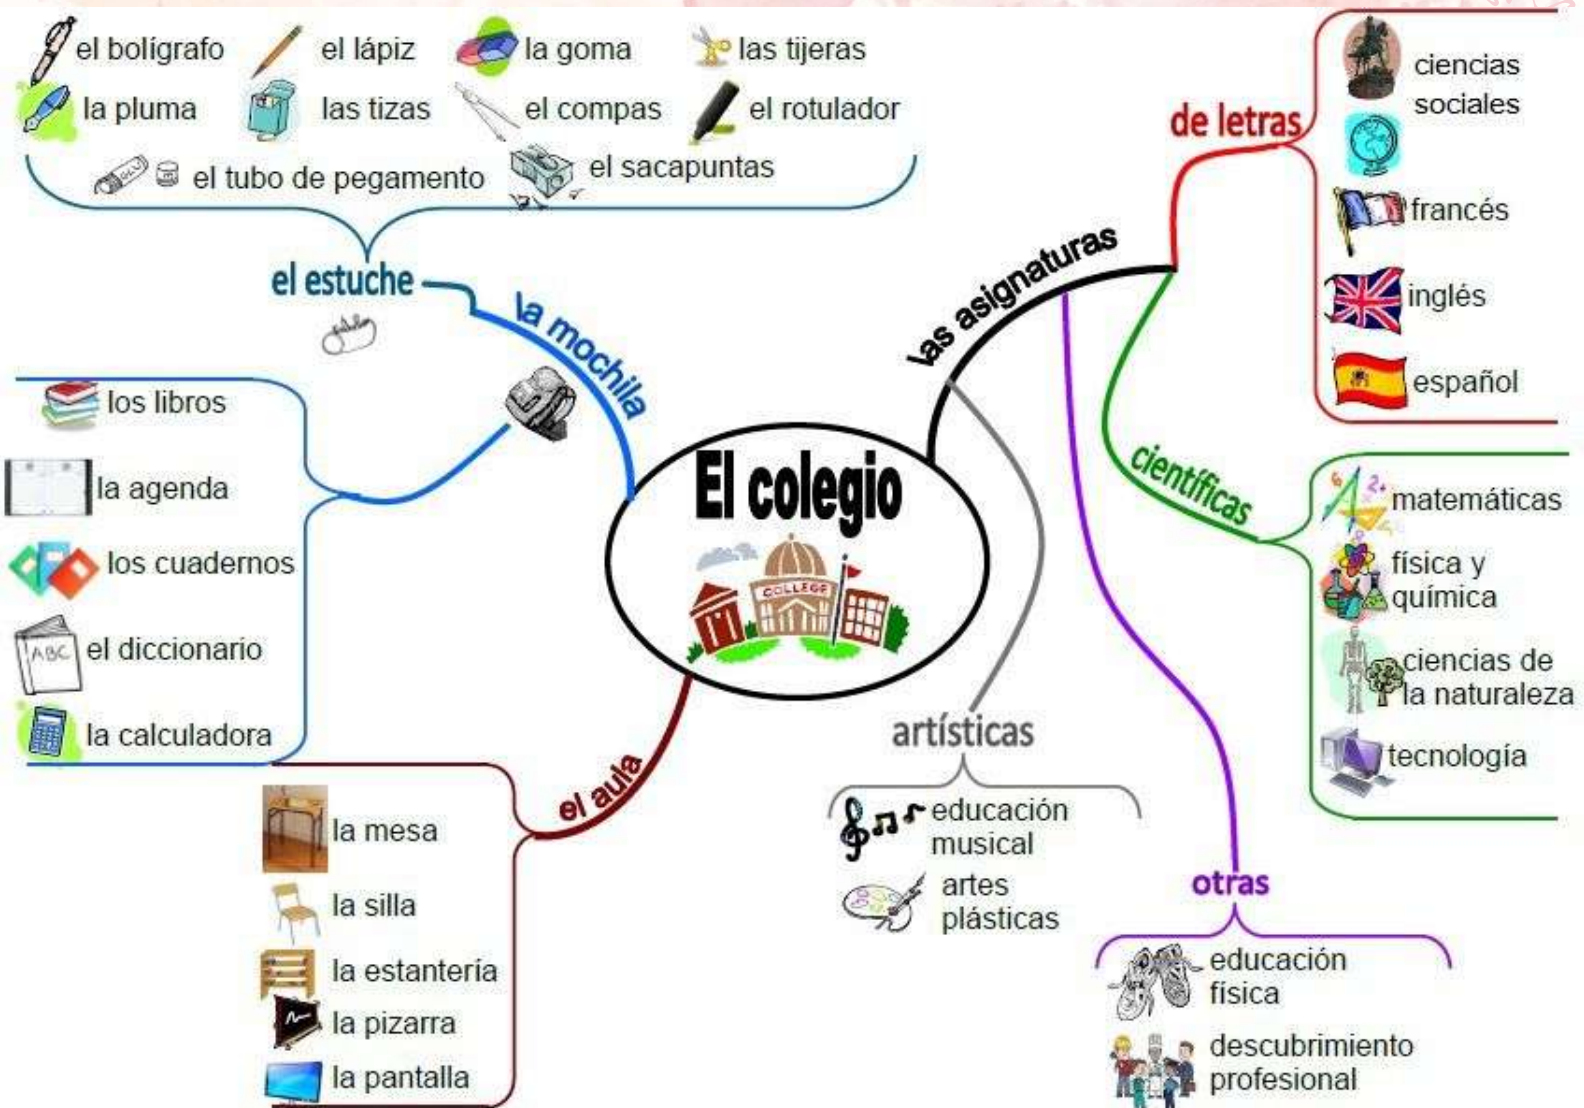 el bolígrafo
el lápiz
la goma
las tijeras
la pluma
las tizas
el compas
el rotulador
GLU
el tubo de pegamento
el sacapuntas
el estuche
la mochila
los libros
la agenda
los cuadernos
ABC
el diccionario
la calculadora
El colegio
COLLEGE
el aula
la mesa
la silla
la estantería
la pizarra
la pantalla
las asignaturas
de letras
ciencias
sociales
francés
inglés
español
científicas
matemáticas
física y
química
ciencias de
la naturaleza
tecnología
artísticas
educación
musical
artes
plásticas
otras
educación
física
descubrimiento
profesional